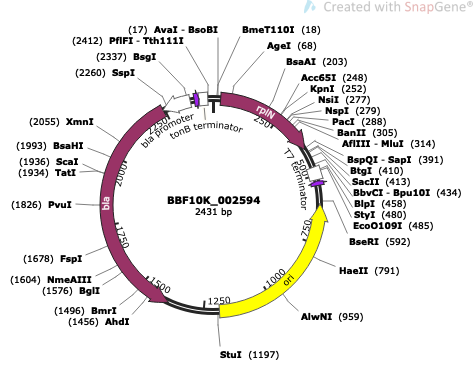 Created with SnapGene®
(17) AvaI - BsoBI
BmeT110I (18)
(2412) PflFI - Tth111I
AgeI (68)
(2337) BsgI
BsaAI (203)
(2260) SspI
Acc65I (248)
KpnI (252)
NsiI (277)
NspI (279)
PacI (288)
BanII (305)
AflIII - MluI (314)
BspQI - SapI (391)
BtgI (410)
SacII (413)
BbvCI - Bpu10I (434)
BlpI (458)
StyI (480)
EcoO109I (485)
BseRI (592)
HaeII (791)
AlwNI (959)
StuI (1197)
(2055) XmnI
(1993) BsaHI
(1936) ScaI
(1934) TatI
(1826) PvuI
(1678) FspI
(1604) NmeAIII
(1576) BglI
(1496) BmrI
(1456) AhdI
BBF10K_002594
2431 bp
rplN
bla promoter
tonB terminator
T7 terminator
bla
ori
250
500
750
1000
1250
1500
1750
2000
2250